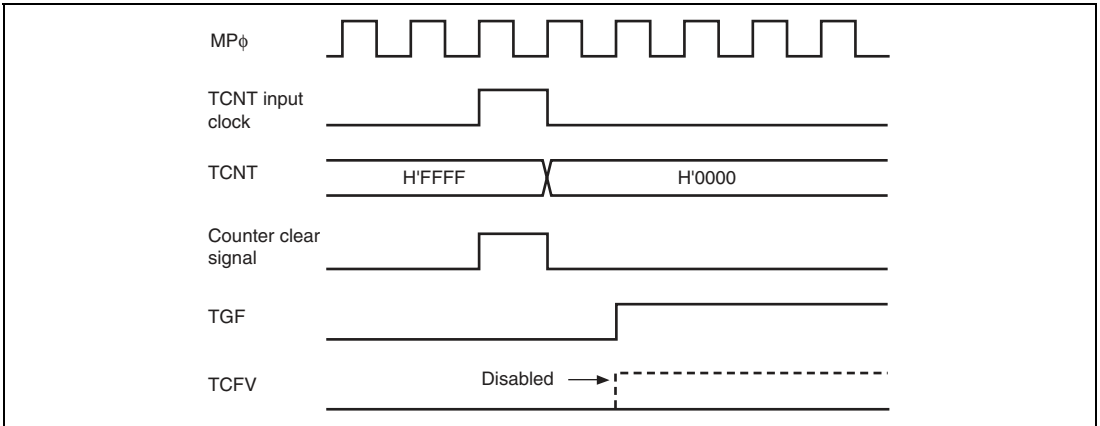 MPϕ
TCNT input
clock
TCNT
H'FFFF
H'0000
Counter clear
signal
TGF
TCFV
Disabled